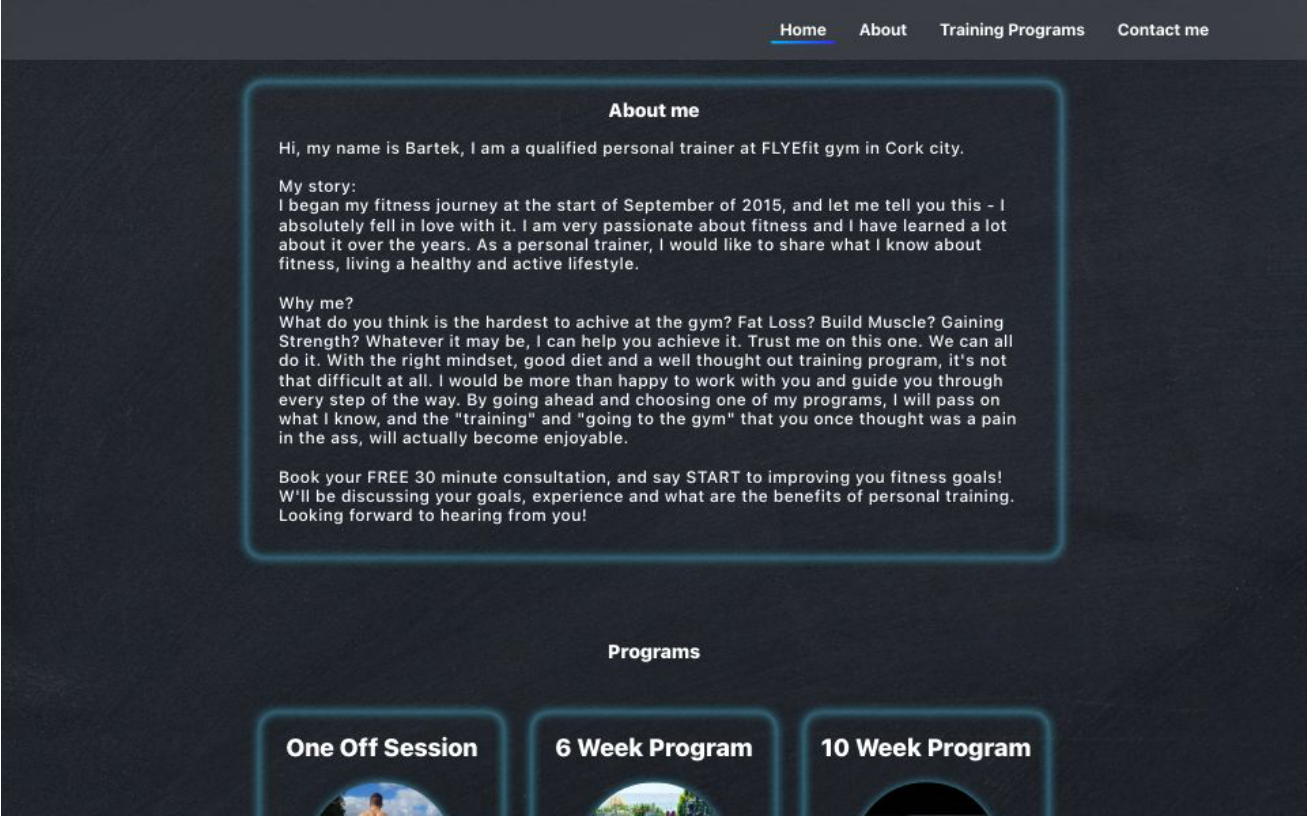 Home About Training Programs Contact me
About me
Hi, my name is Bartek, I am a qualified personal trainer at FLYEfit gym in Cork city.
My story:
I began my fitness journey at the start of September of 2015, and let me tell you this - I
absolutely fell in love with it. I am very passionate about fitness and I have learned a lot
about it over the years. As a personal trainer, I would like to share what I know about
fitness, living a healthy and active lifestyle.
Why me?
What do you think is the hardest to achive at the gym? Fat Loss? Build Muscle? Gaining
Strength? Whatever it may be, I can help you achieve it. Trust me on this one. We can all
do it. With the right mindset, good diet and a well thought out training program, it's not
that difficult at all. I would be more than happy to work with you and guide you through
every step of the way. By going ahead and choosing one of my programs, I will pass on
what I know, and the "training" and "going to the gym" that you once thought was a pain
in the ass, will actually become enjoyable.
Book your FREE 30 minute consultation, and say START to improving you fitness goals!
W'll be discussing your goals, experience and what are the benefits of personal training.
Looking forward to hearing from you!
Programs
One Off Session 6 Week Program 10 Week Program